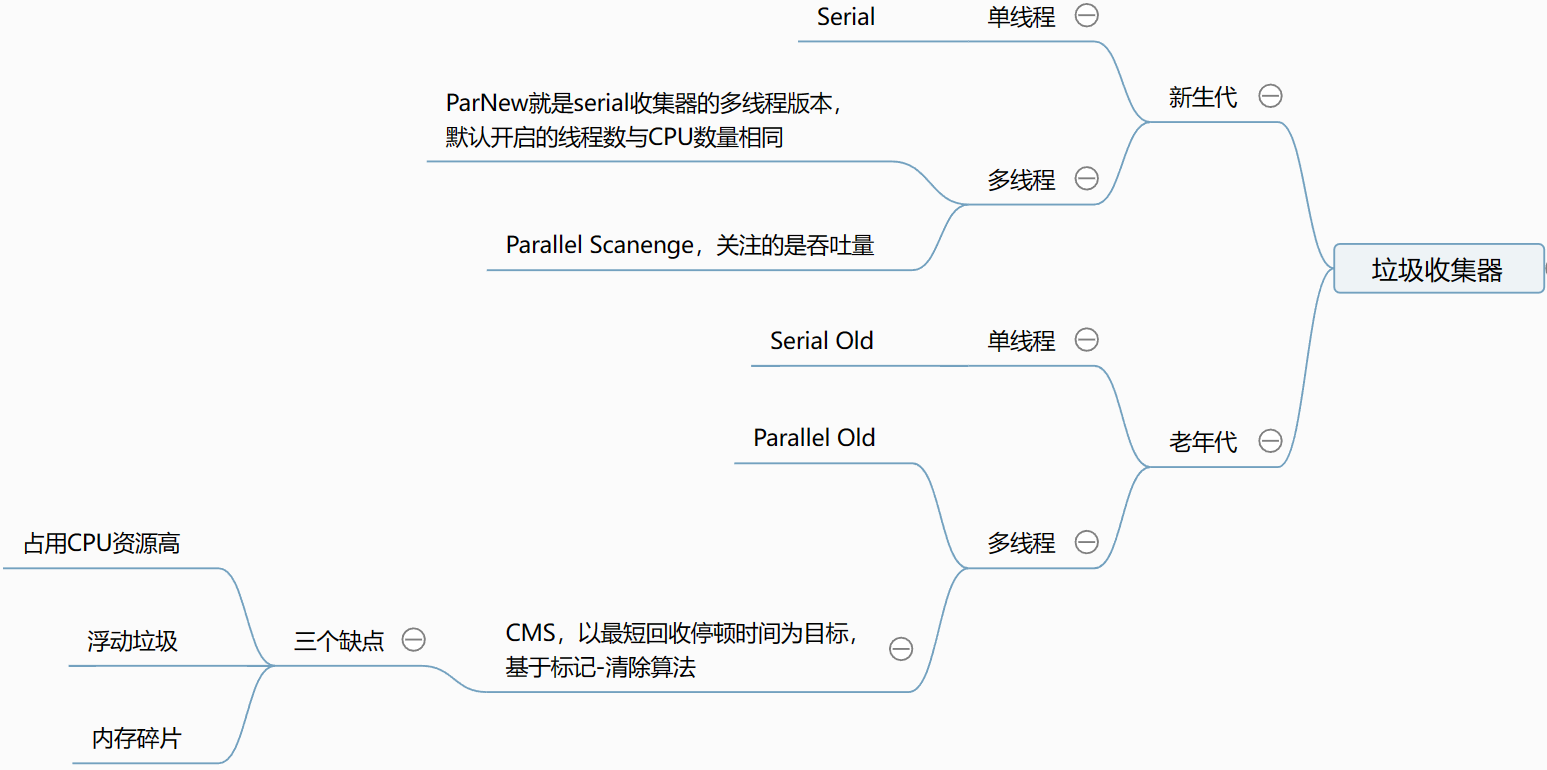 Serial
单线程
新生代
ParNew就是serial收集器的多线程版本，
默认开启的线程数与CPU数量相同
多线程
Parallel Scanenge，关注的是吞吐量
垃圾收集器
Serial Old
单线程
Parallel Old
老年代
多线程
占用CPU资源高
浮动垃圾
三个缺点
CMS，以最短回收停顿时间为目标，
基于标记-清除算法
内存碎片